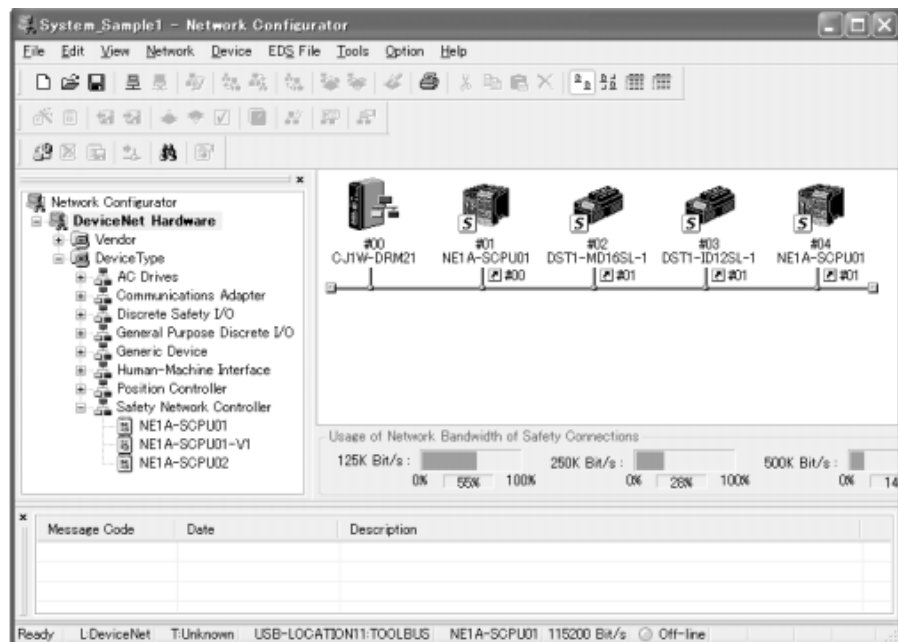 System_Sample1 - Network Configurator
File Edit View Network Device EDS File Tools Option Help
Network Configurator
DeviceNet Hardware
Vendor
DeviceType
AC Drives
Communications Adapter
Discrete Safety I/O
General Purpose Discrete I/O
Generic Device
Human-Machine Interface
Position Controller
Safety Network Controller
NE1A-SCPU01
NE1A-SCPU01-V1
NE1A-SCPU02
#00 #01 #02 #03 #04
CJ1W-DRM21 NE1A-SCPU01 DST1-MD16SL-1 DST1-ID12SL-1 NE1A-SCPU01
#00 #01 #01 #01
Usage of Network Bandwidth of Safety Connections
125K Bit/s : 250K Bit/s : 500K Bit/s :
0% 55% 100% 0% 28% 100% 0% 14
Message Code Date Description
Ready L:DeviceNet T:Unknown USB-LOCATION11:TOOLBUS NE1A-SCPU01 115200 Bit/s Off-line